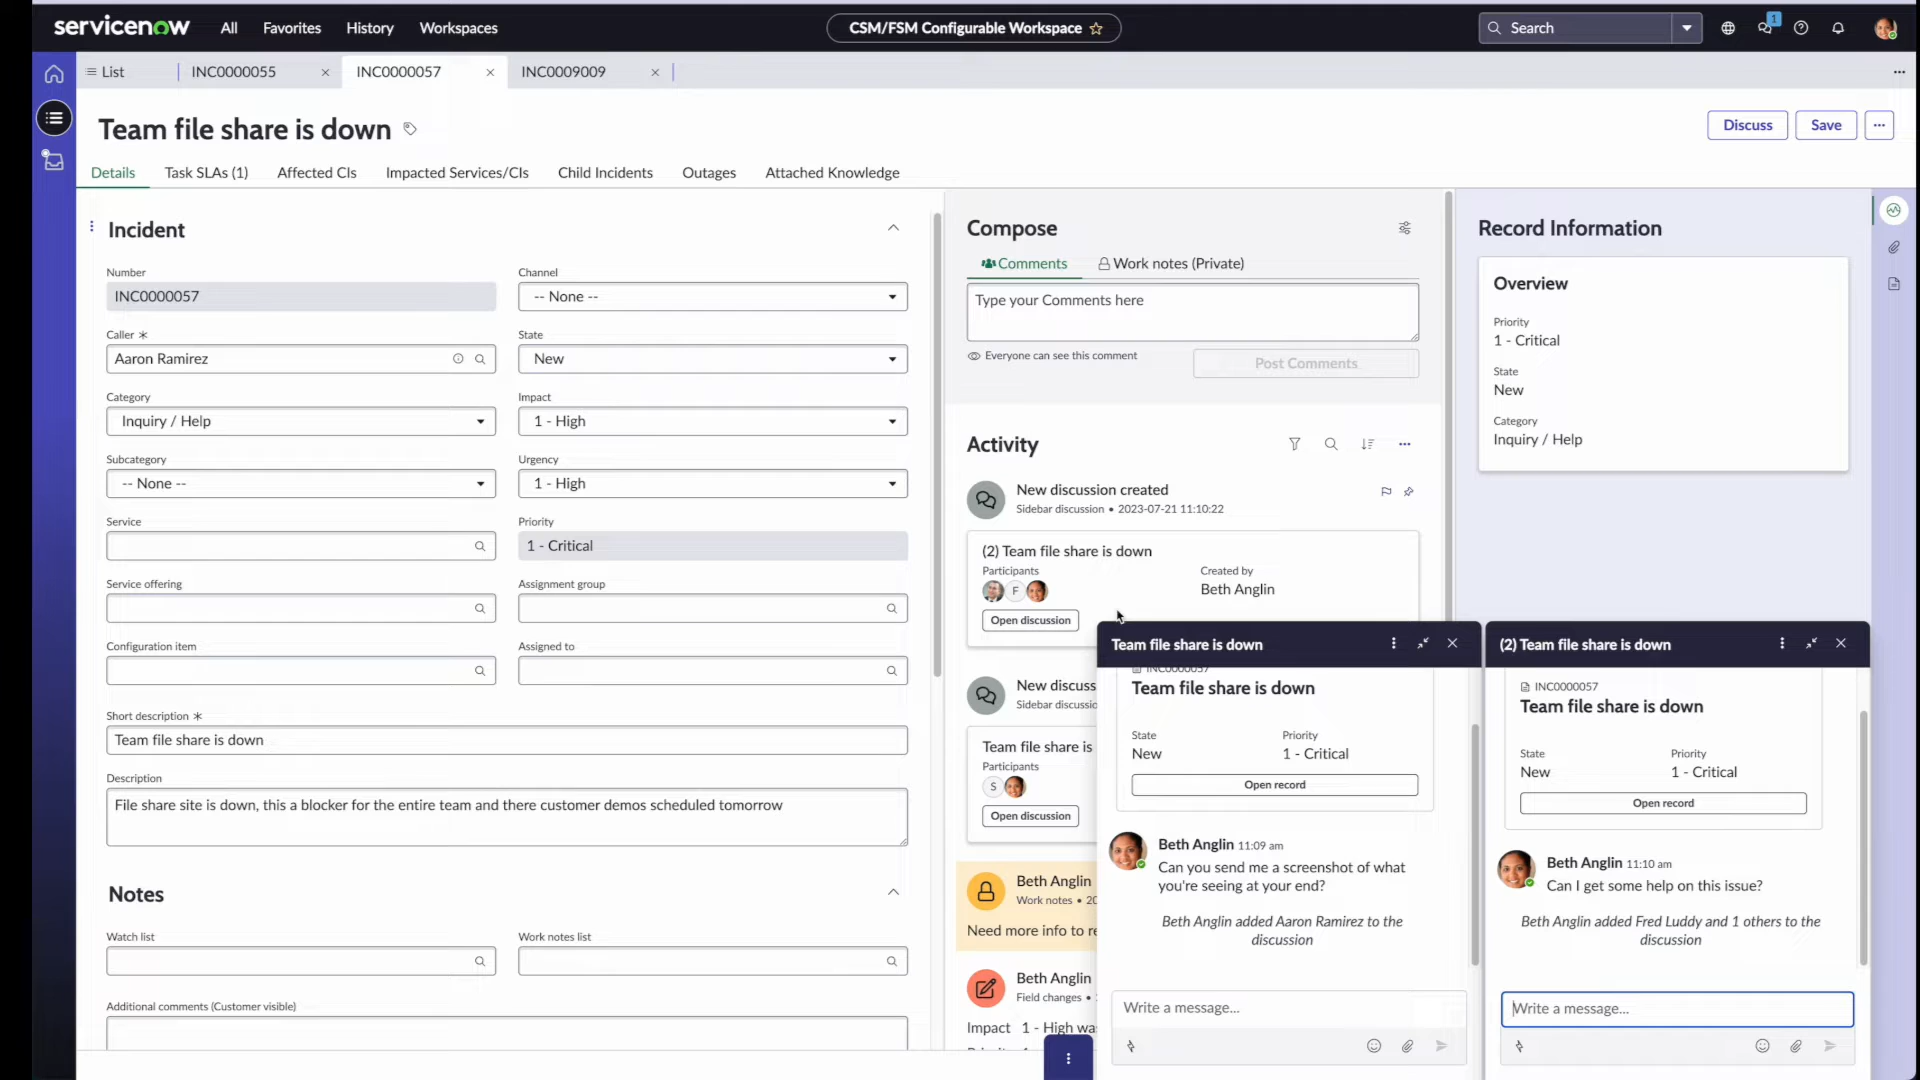 servicenow
All
Favorites
History
Workspaces
CSM/FSM Configurable Workspace
Search
1
List
INC0000055
INC0000057
INC0009009
Team file share is down
Discuss
Save
Details
Task SLAs (1)
Affected CIs
Impacted Services/CIs
Child Incidents
Outages
Attached Knowledge
Incident
Number
INC0000057
Channel
-- None --
Caller *
Aaron Ramirez
State
New
Category
Inquiry / Help
Impact
1 - High
Subcategory
-- None --
Urgency
1 - High
Service
Priority
1 - Critical
Service offering
Assignment group
Configuration item
Assigned to
Short description *
Team file share is down
Description
File share site is down, this a blocker for the entire team and there customer demos scheduled tomorrow
Notes
Watch list
Work notes list
Additional comments (Customer visible)
Compose
Comments
Work notes (Private)
Type your Comments here
Everyone can see this comment
Post Comments
Activity
New discussion created
Sidebar discussion • 2023-07-21 11:10:22
(2) Team file share is down
Participants
F
Created by
Beth Anglin
Open discussion
New discuss
Sidebar discussio
Team file share is
Participants
S
Open discussion
Beth Anglin
Work notes • 20
Need more info to re
Beth Anglin
Field changes •
Impact 1 - High was
Record Information
Overview
Priority
1 - Critical
State
New
Category
Inquiry / Help
Team file share is down
INC0000057
Team file share is down
State
New
Priority
1 - Critical
Open record
Beth Anglin 11:09 am
Can you send me a screenshot of what
you're seeing at your end?
Beth Anglin added Aaron Ramirez to the
discussion
Write a message...
(2) Team file share is down
INC0000057
Team file share is down
State
New
Priority
1 - Critical
Open record
Beth Anglin 11:10 am
Can I get some help on this issue?
Beth Anglin added Fred Luddy and 1 others to the
discussion
Write a message...